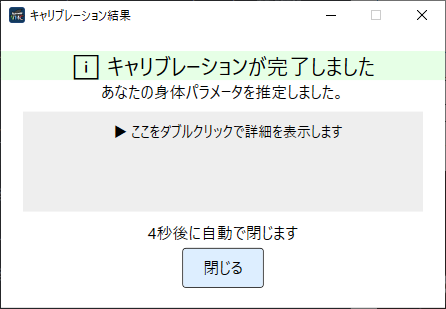 キャリブレーション結果
i キャリブレーションが完了しました
あなたの身体パラメータを推定しました。
▶ ここをダブルクリックで詳細を表示します
4秒後に自動で閉じます
閉じる